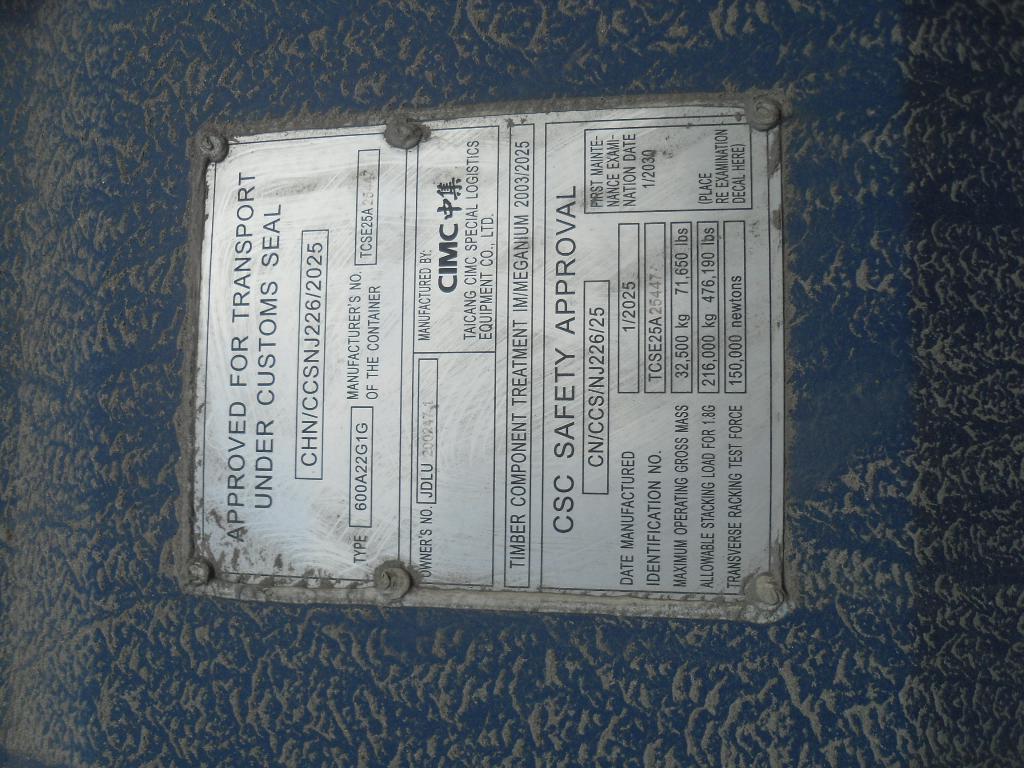 APPROVED FOR TRANSPORT
UNDER CUSTOMS SEAL
CHN/CCSNJ226/2025
TYPE 600A22G1G
MANUFACTURER'S NO.
OF THE CONTAINER
TCSE25A
OWNER'S NO. JDLU
MANUFACTURED BY:
CIMC 中集
TAICANG CIMC SPECIAL LOGISTICS
EQUIPMENT CO., LTD.
TIMBER COMPONENT TREATMENT IM/MEGANIUM 2003/2025
CSC SAFETY APPROVAL
CN/CCS/NJ226/25
DATE MANUFACTURED 1/2025
IDENTIFICATION NO. TCSE25A
MAXIMUM OPERATING GROSS MASS 32,500 kg 71,650 lbs
ALLOWABLE STACKING LOAD FOR 1.8G 216,000 kg 476,190 lbs
TRANSVERSE RACKING TEST FORCE 150,000 newtons
FIRST MAINTE-
NANCE EXAMI-
NATION DATE
1/2030
(PLACE
RE EXAMINATION
DECAL HERE)